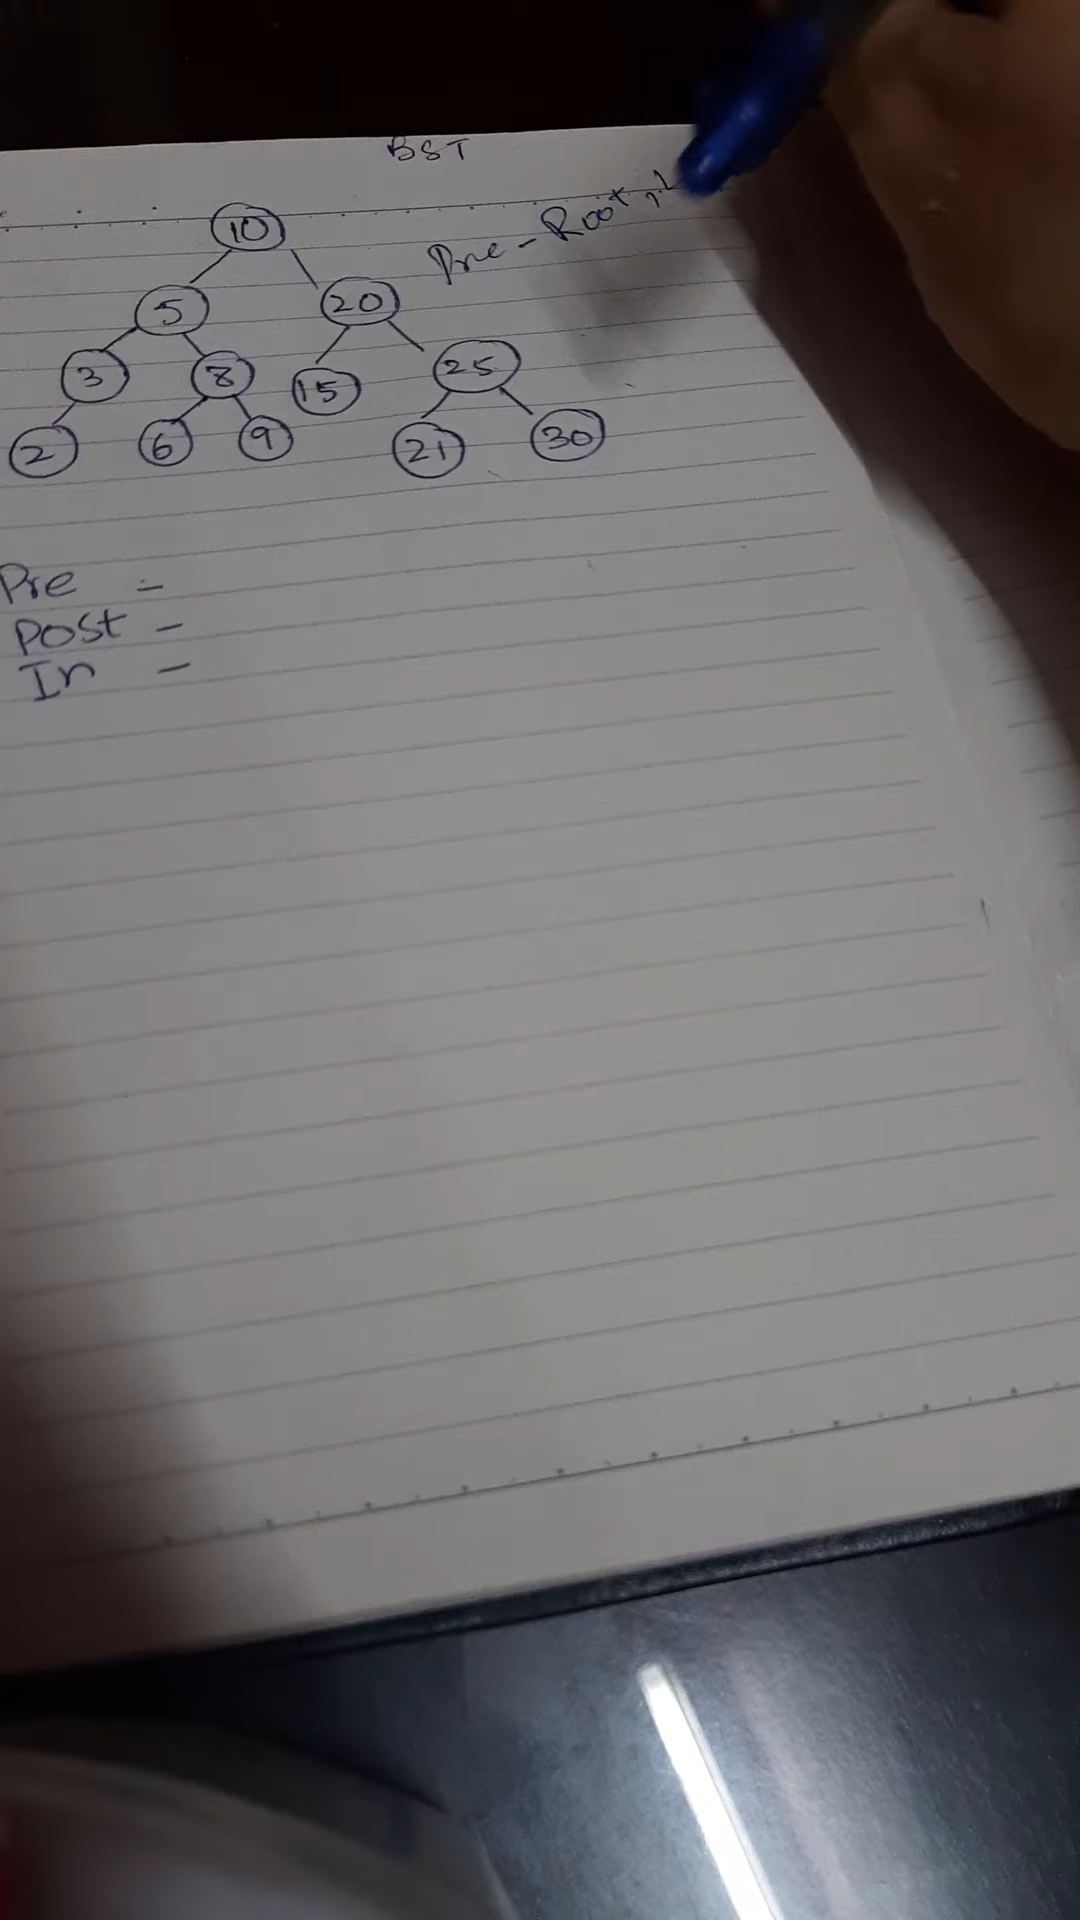 BST
10
Pre - Root, L
5 20
3 8 15 25
2 6 9 21 30
Pre -
Post -
In -